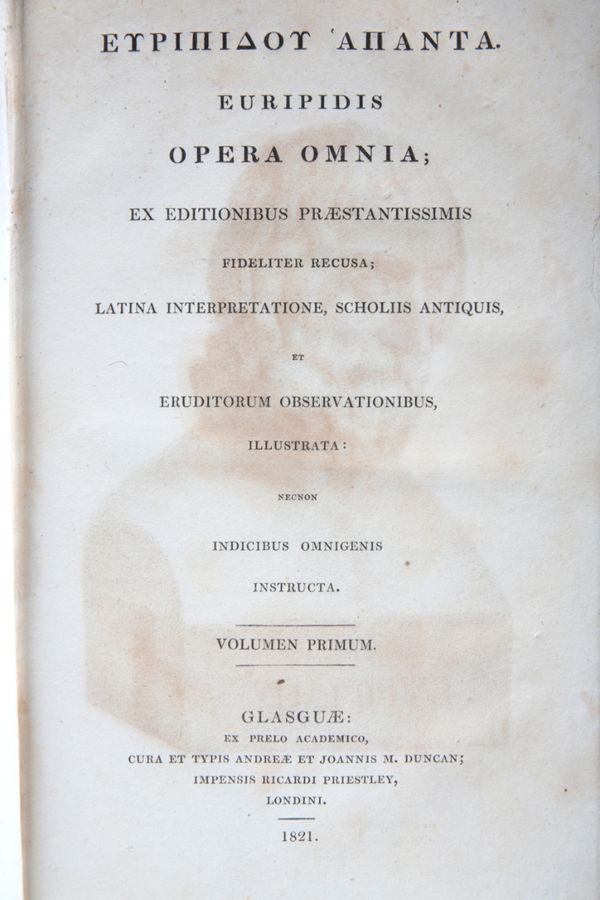 ΕΥΡΙΠΙΔΟΥ ἉΠΑΝΤΑ.
EURIPIDIS
OPERA OMNIA;
EX EDITIONIBUS PRÆSTANTISSIMIS
FIDELITER RECUSA;
LATINA INTERPRETATIONE, SCHOLIIS ANTIQUIS,
ET
ERUDITORUM OBSERVATIONIBUS,
ILLUSTRATA:
NECNON
INDICIBUS OMNIGENIS
INSTRUCTA.
VOLUMEN PRIMUM.
GLASGUÆ:
EX PRELO ACADEMICO,
CURA ET TYPIS ANDREÆ ET JOANNIS M. DUNCAN;
IMPENSIS RICARDI PRIESTLEY,
LONDINI.
1821.